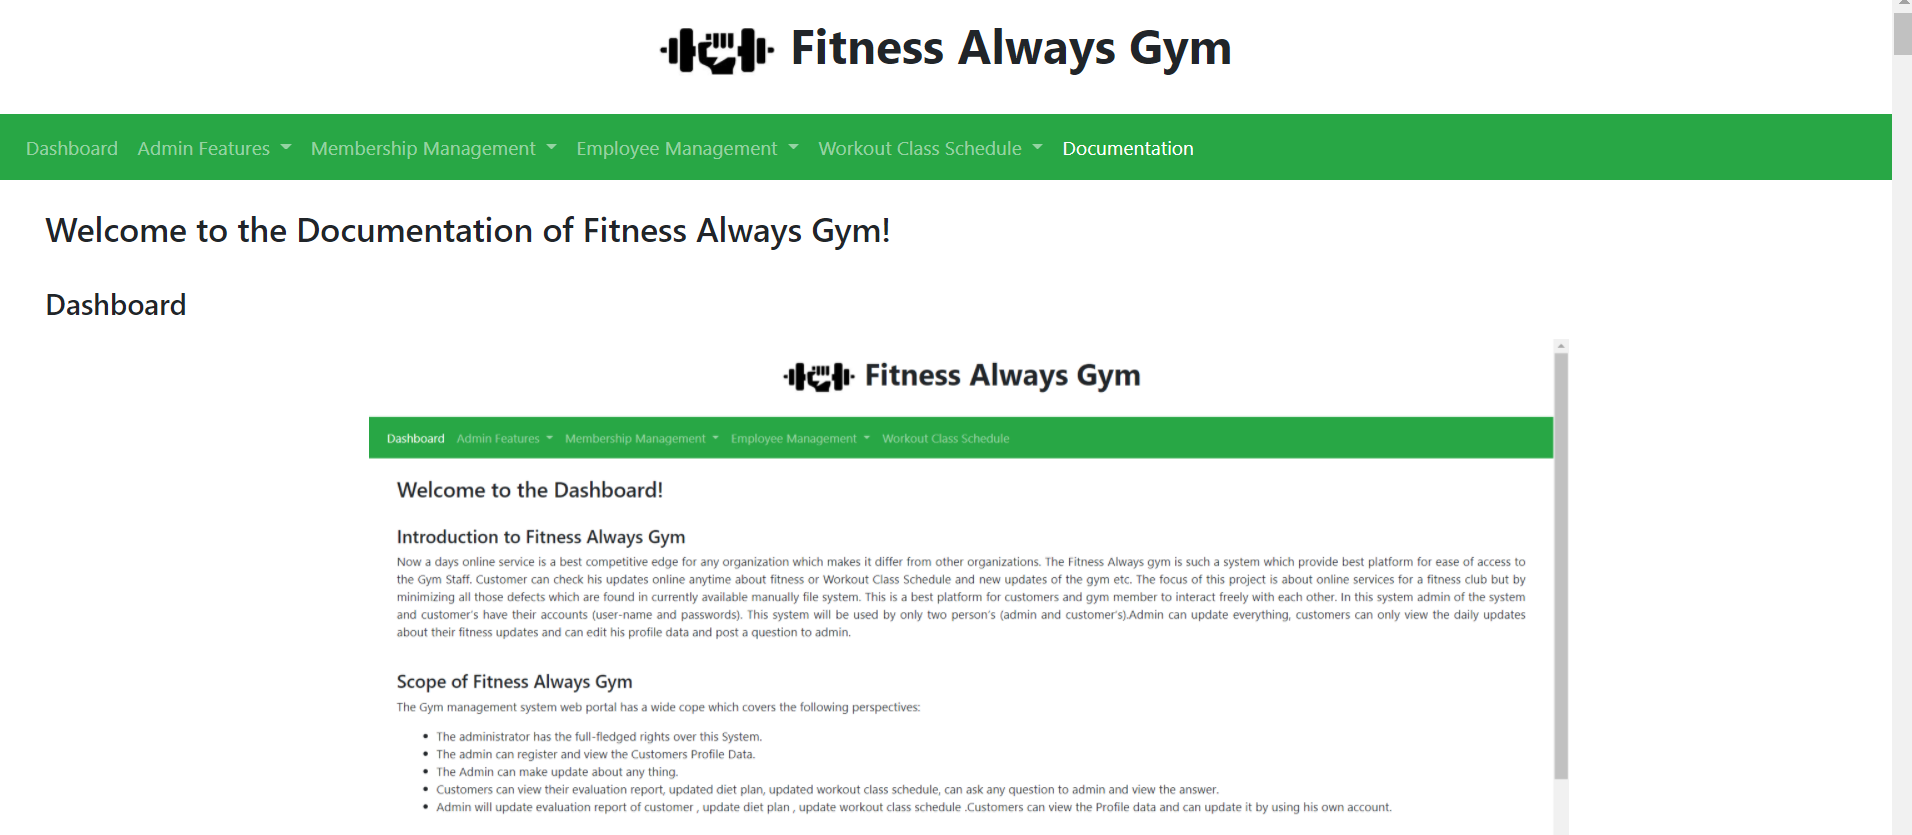 Fitness Always Gym
Dashboard Admin Features Membership Management Employee Management Workout Class Schedule Documentation
Welcome to the Documentation of Fitness Always Gym!
Dashboard
Fitness Always Gym
Dashboard Admin Features Membership Management Employee Management Workout Class Schedule
Welcome to the Dashboard!
Introduction to Fitness Always Gym
Now a days online service is a best competitive edge for any organization which makes it differ from other organizations. The Fitness Always gym is such a system which provide best platform for ease of access to
the Gym Staff. Customer can check his updates online anytime about fitness or Workout Class Schedule and new updates of the gym etc. The focus of this project is about online services for a fitness club but by
minimizing all those defects which are found in currently available manually file system. This is a best platform for customers and gym member to interact freely with each other. In this system admin of the system
and customer's have their accounts (user-name and passwords). This system will be used by only two person's (admin and customer's).Admin can update everything, customers can only view the daily updates
about their fitness updates and can edit his profile data and post a question to admin.
Scope of Fitness Always Gym
The Gym management system web portal has a wide cope which covers the following perspectives:
• The administrator has the full-fledged rights over this System.
• The admin can register and view the Customers Profile Data.
• The Admin can make update about any thing.
• Customers can view their evaluation report, updated diet plan, updated workout class schedule, can ask any question to admin and view the answer.
• Admin will update evaluation report of customer , update diet plan , update workout class schedule .Customers can view the Profile data and can update it by using his own account.